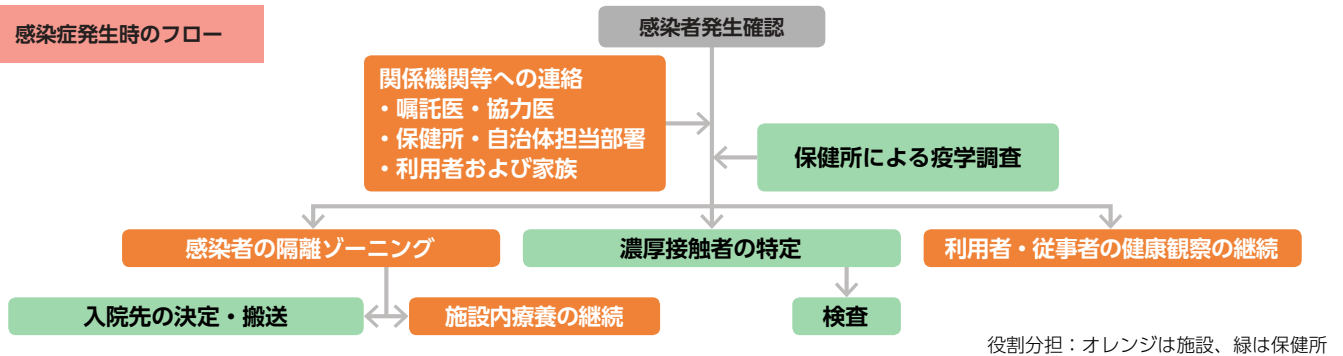 感染症発生時のフロー
感染者発生確認
関係機関等への連絡
・嘱託医・協力医
・保健所・自治体担当部署
・利用者および家族
保健所による疫学調査
感染者の隔離ゾーニング
濃厚接触者の特定
利用者・従事者の健康観察の継続
入院先の決定・搬送
施設内療養の継続
検査
役割分担：オレンジは施設、緑は保健所